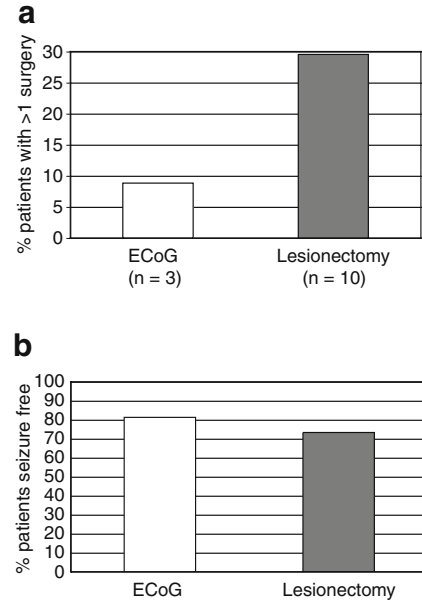 a
% patients with >1 surgery
30
25
20
15
10
5
0
ECoG
(n = 3)
Lesionectomy
(n = 10)
b
% patients seizure free
100
90
80
70
60
50
40
30
20
10
0
ECoG
Lesionectomy